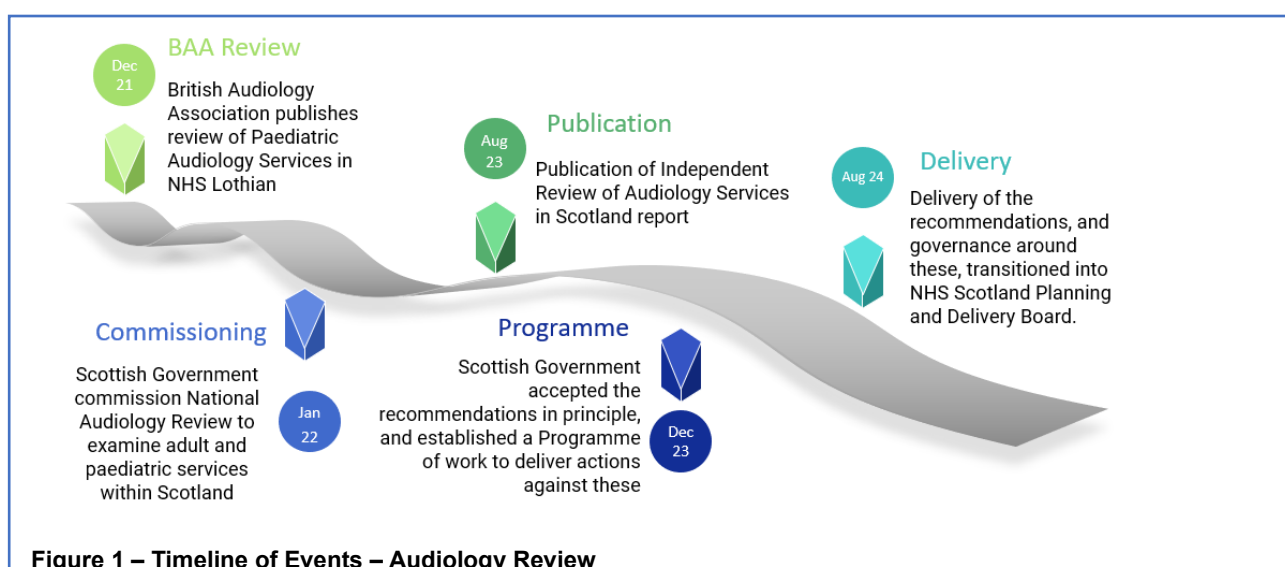 Dec
21
BAA Review
British Audiology
Association publishes
review of Paediatric
Audiology Services in
NHS Lothian
Commissioning
Scottish Government
commission National
Audiology Review to
examine adult and
paediatric services
within Scotland
Jan
22
Aug
23
Publication
Publication of Independent
Review of Audiology Services
in Scotland report
Programme
Scottish Government
accepted the
recommendations in principle,
and established a Programme
of work to deliver actions
against these
Dec
23
Aug 24
Delivery
Delivery of the
recommendations, and
governance around
these, transitioned into
NHS Scotland Planning
and Delivery Board.
Figure 1 – Timeline of Events – Audiology Review